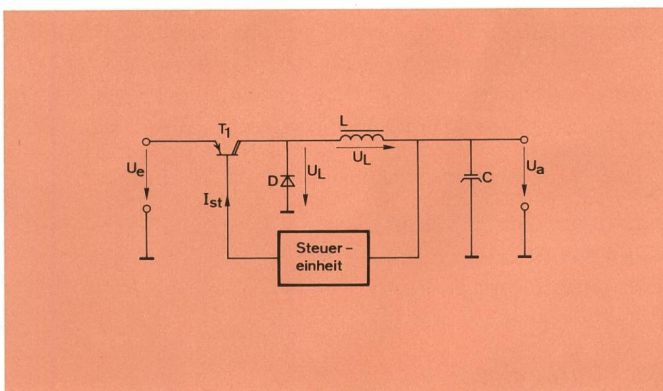 T1
L
Ue
Ist
D
UL
UL
C
Ua
Steuer-
einheit